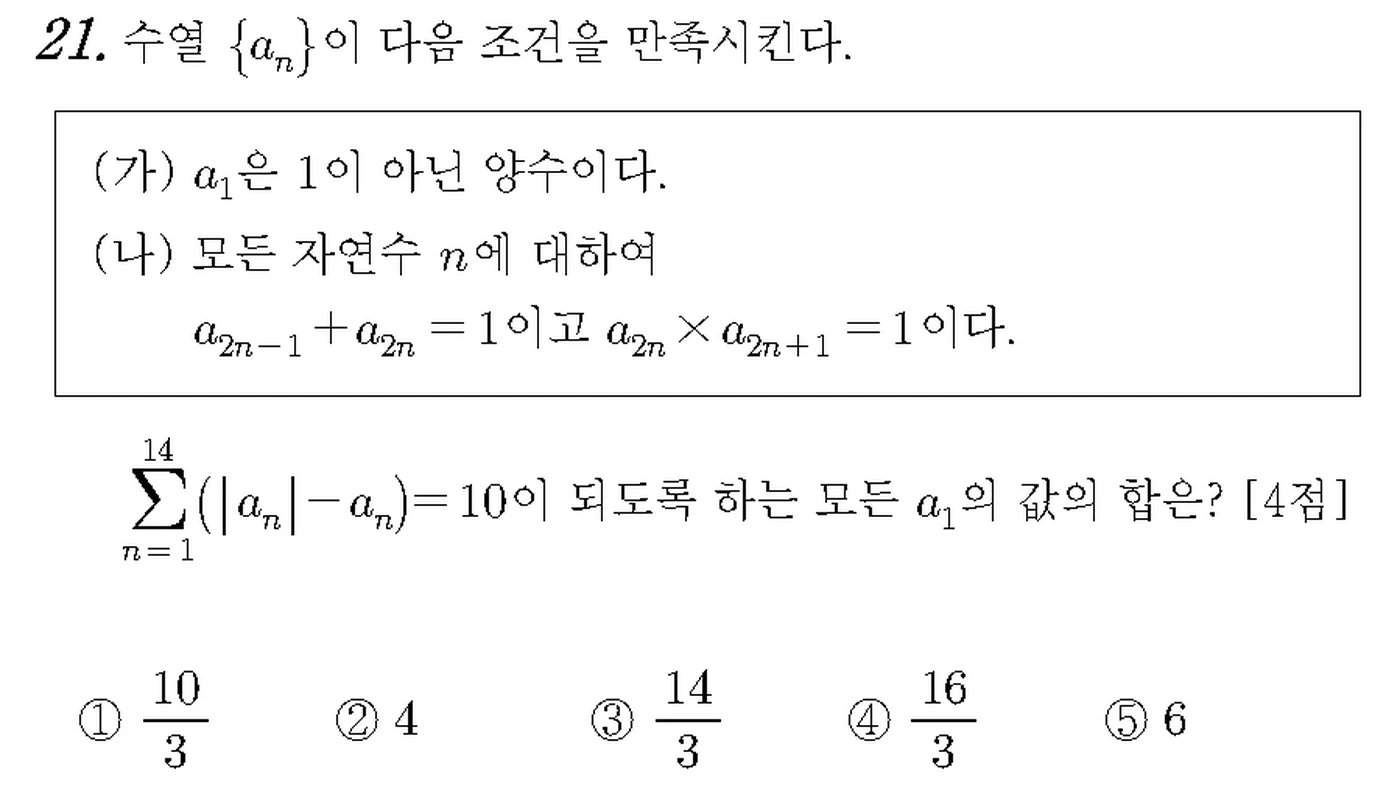 21. 수열 {aₙ}이 다음 조건을 만족시킨다.
(가) a₁은 1이 아닌 양수이다.
(나) 모든 자연수 n에 대하여
a₂ₙ₋₁ + a₂ₙ = 1이고 a₂ₙ × a₂ₙ₊₁ = 1이다.
∑_{n=1}^{14} (|aₙ| − aₙ) = 10이 되도록 하는 모든 a₁의 값의 합은? [4점]
① 10/3 ② 4 ③ 14/3 ④ 16/3 ⑤ 6